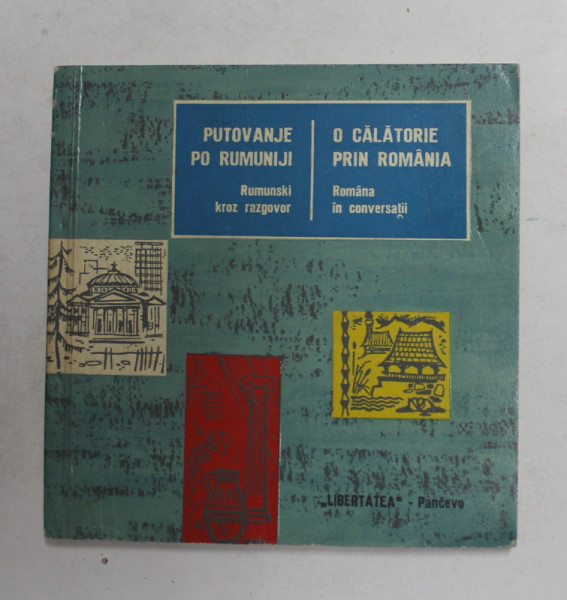 PUTOVANJE
PO RUMUNIJI
Rumunski
kroz razgovor
O CĂLĂTORIE
PRIN ROMÂNIA
Româna
în conversații
„LIBERTATEA“ - Pančevo